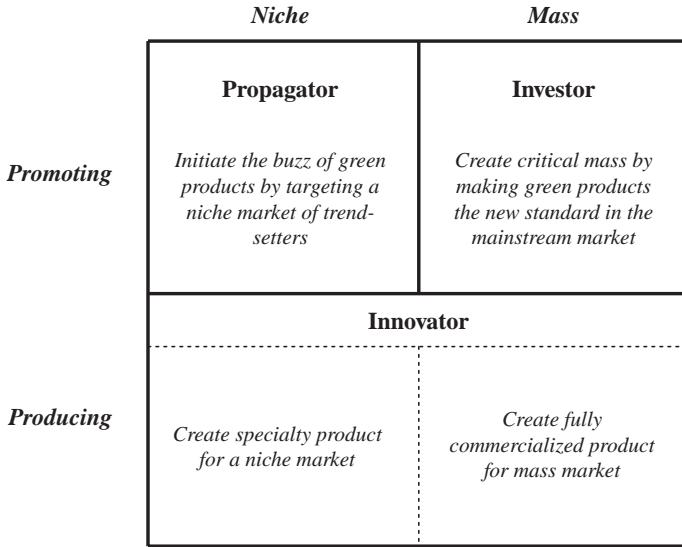 Niche
Mass
Promoting
Propagator
Initiate the buzz of green
products by targeting a
niche market of trend-
setters
Investor
Create critical mass by
making green products
the new standard in the
mainstream market
Innovator
Producing
Create specialty product
for a niche market
Create fully
commercialized product
for mass market